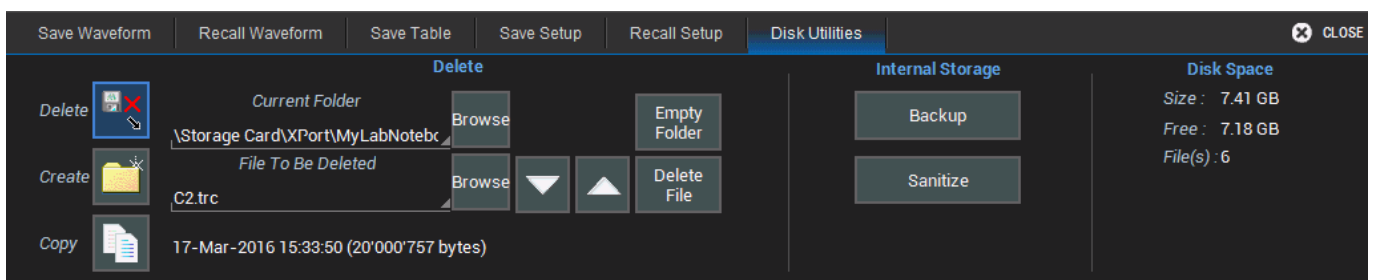 Save Waveform Recall Waveform Save Table Save Setup Recall Setup Disk Utilities CLOSE
Delete Internal Storage Disk Space
Delete
Current Folder
\Storage Card\XPort\MyLabNotebc
Browse
Empty
Folder
Backup
Size : 7.41 GB
Free : 7.18 GB
Create
File To Be Deleted
C2.trc
Browse
Delete
File
Sanitize
File(s) : 6
Copy
17-Mar-2016 15:33:50 (20'000'757 bytes)